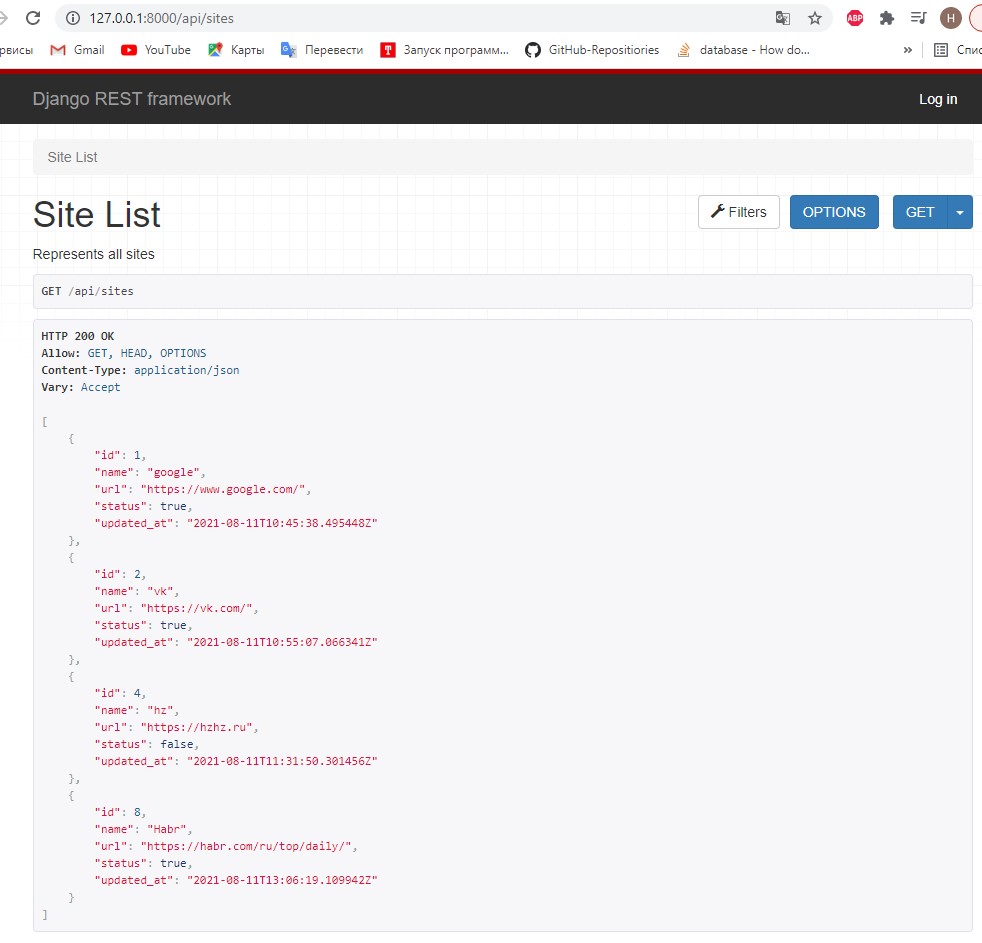 127.0.0.1:8000/api/sites
ABP
H
рвисы Gmail YouTube Карты Перевести Запуск программ... GitHub-Repositiories database - How do... » Спис
Django REST framework Log in
Site List
Site List Filters OPTIONS GET
Represents all sites
GET /api/sites
HTTP 200 OK
Allow: GET, HEAD, OPTIONS
Content-Type: application/json
Vary: Accept
[
{
"id": 1,
"name": "google",
"url": "https://www.google.com/",
"status": true,
"updated_at": "2021-08-11T10:45:38.495448Z"
},
{
"id": 2,
"name": "vk",
"url": "https://vk.com/",
"status": true,
"updated_at": "2021-08-11T10:55:07.066341Z"
},
{
"id": 4,
"name": "hz",
"url": "https://hzhz.ru",
"status": false,
"updated_at": "2021-08-11T11:31:50.301456Z"
},
{
"id": 8,
"name": "Habr",
"url": "https://habr.com/ru/top/daily/",
"status": true,
"updated_at": "2021-08-11T13:06:19.109942Z"
}
]